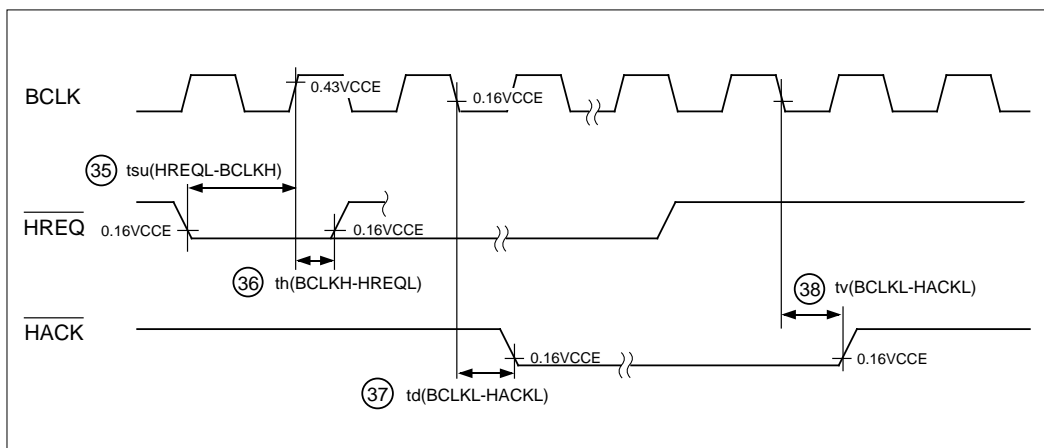 BCLK
0.43VCCE
0.16VCCE
35 tsu(HREQL-BCLKH)
HREQ
0.16VCCE
0.16VCCE
36 th(BCLKH-HREQL)
38 tv(BCLKL-HACKL)
HACK
0.16VCCE
0.16VCCE
37 td(BCLKL-HACKL)